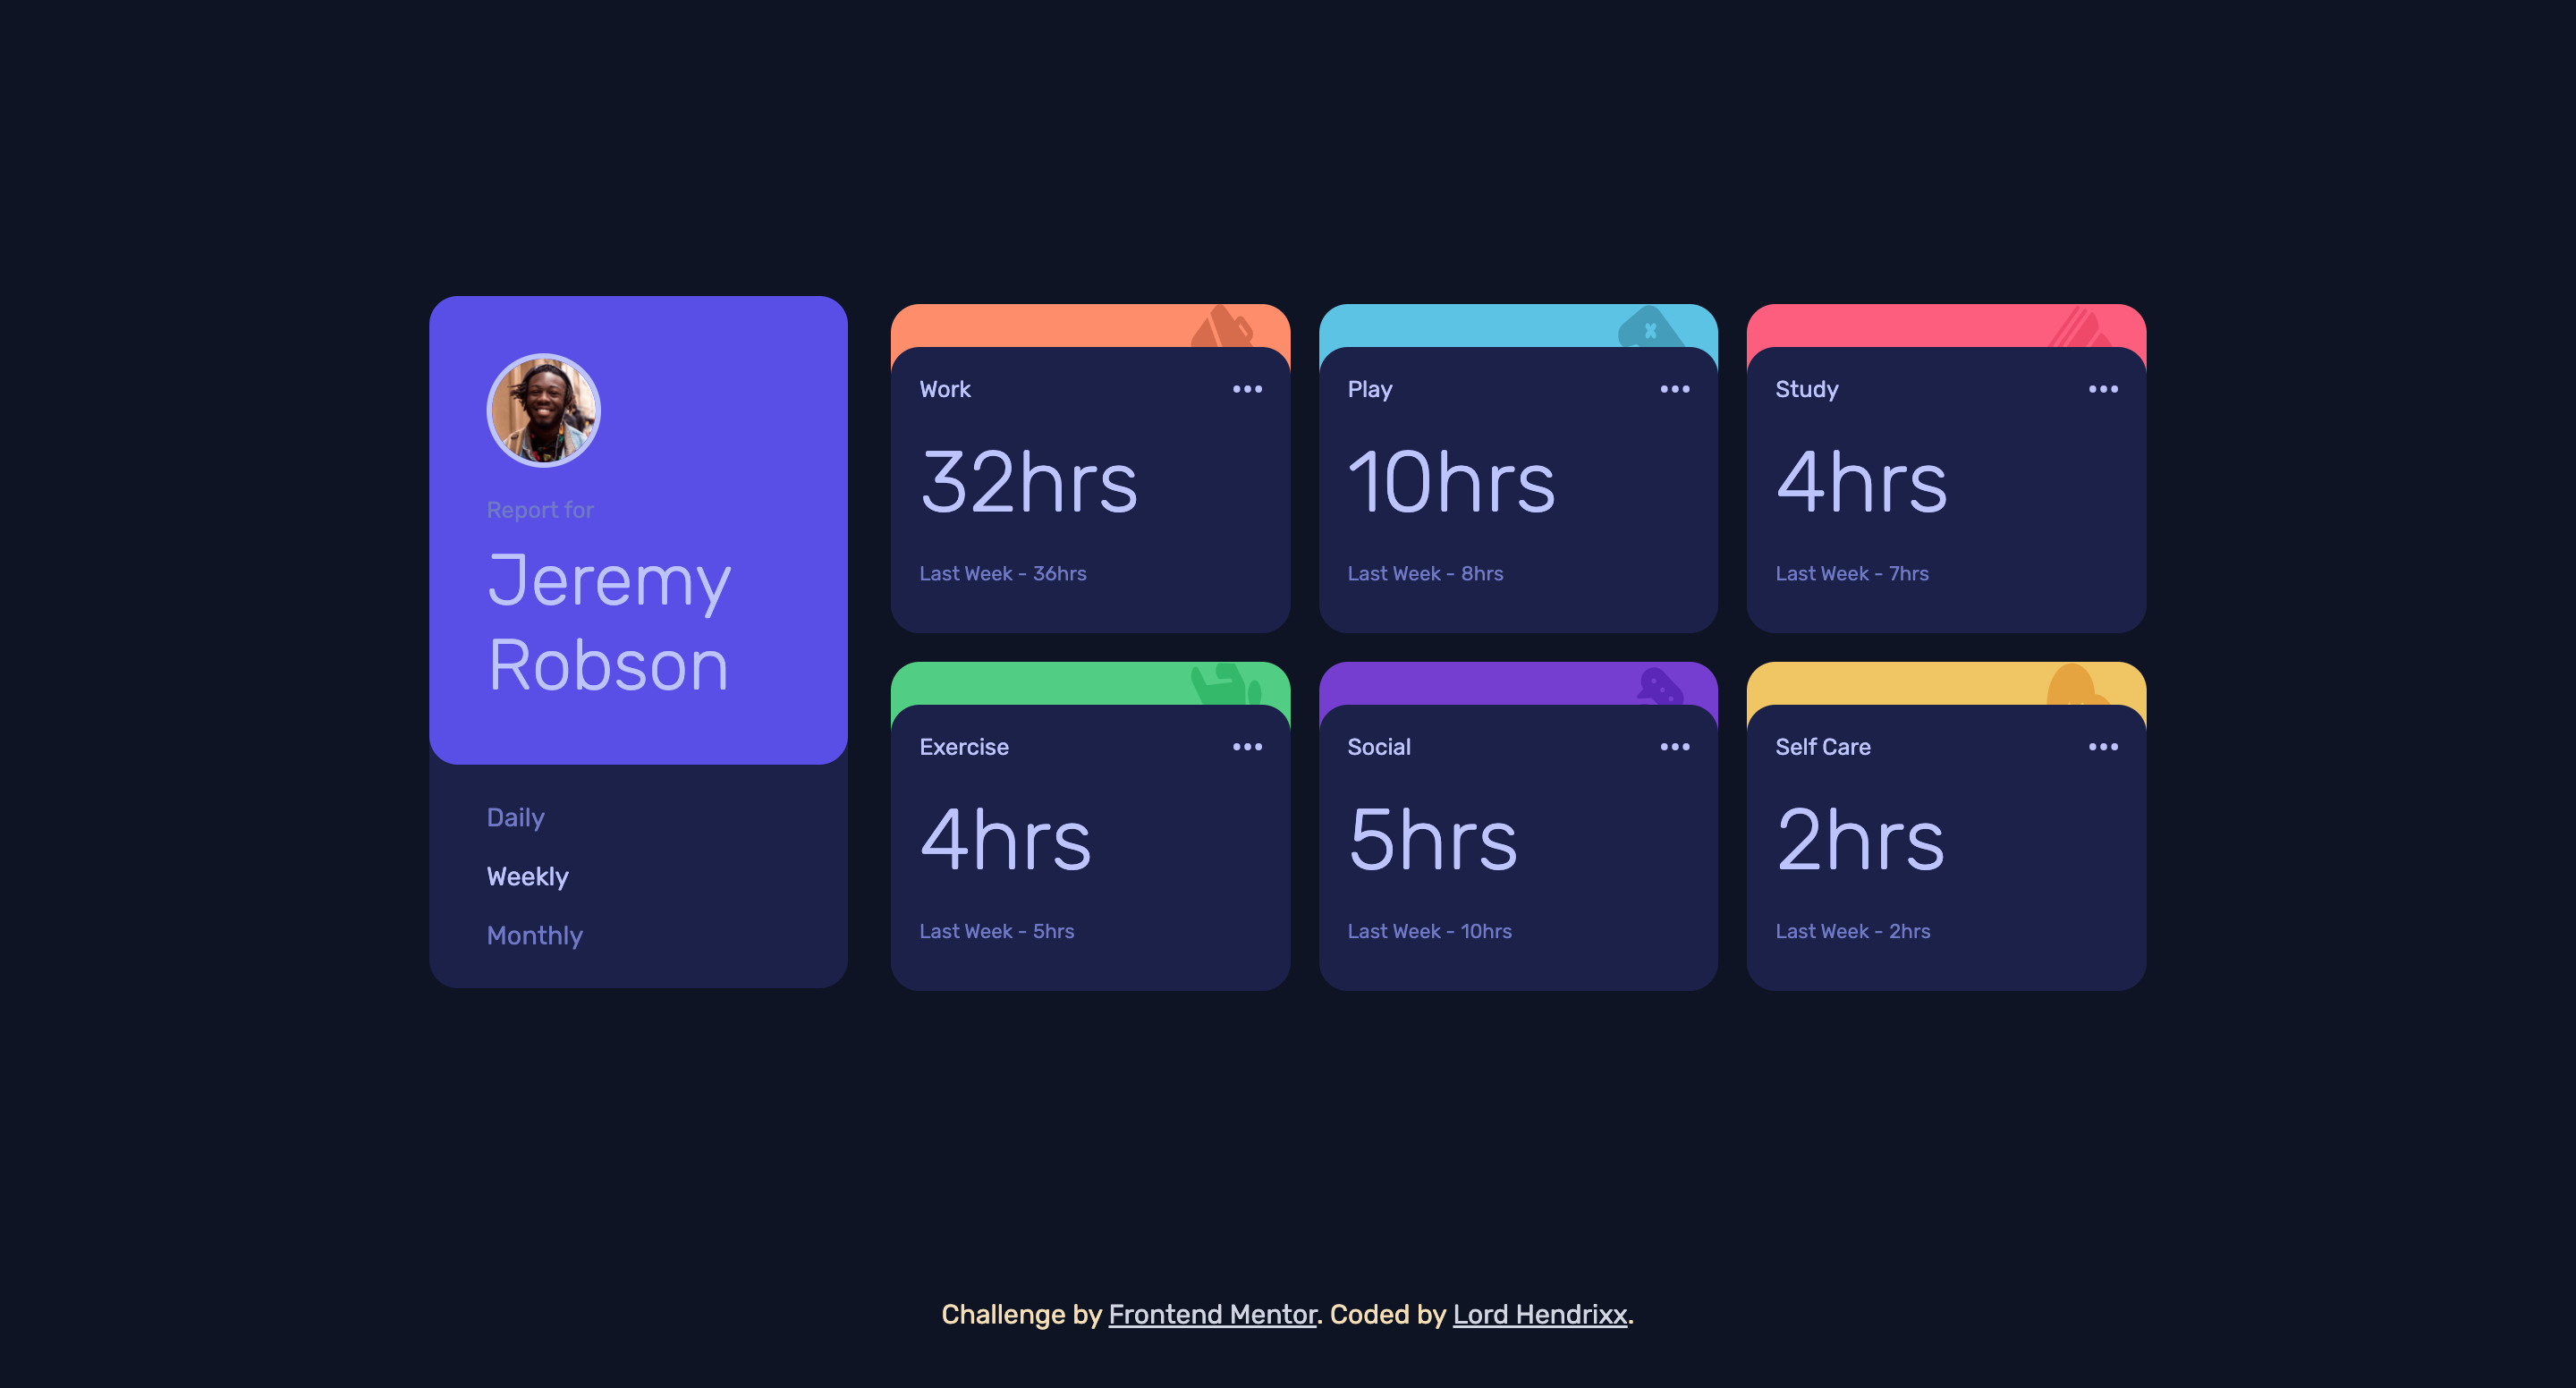 Report for
Jeremy
Robson
Daily
Weekly
Monthly
Work
32hrs
Last Week - 36hrs
Play
10hrs
Last Week - 8hrs
Study
4hrs
Last Week - 7hrs
Exercise
4hrs
Last Week - 5hrs
Social
5hrs
Last Week - 10hrs
Self Care
2hrs
Last Week - 2hrs
Challenge by Frontend Mentor. Coded by Lord Hendrixx.